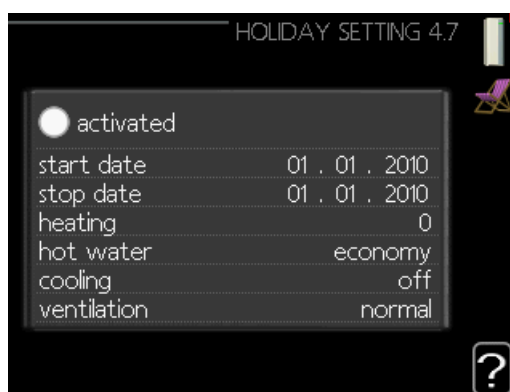 HOLIDAY SETTING 4.7
activated
start date 01 . 01 . 2010
stop date 01 . 01 . 2010
heating 0
hot water economy
cooling off
ventilation normal
?